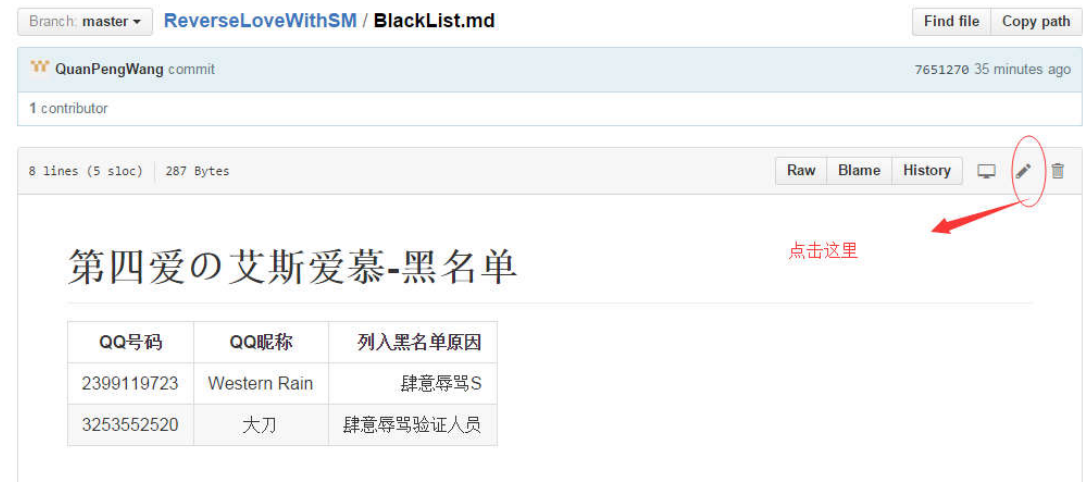 Branch: master ReverseLoveWithSM / BlackList.md Find file Copy path
QuanPengWang commit 7651270 35 minutes ago
1 contributor
8 lines (5 sloc) 287 Bytes Raw Blame History
点击这里
第四爱の艾斯爱慕-黑名单
QQ号码 QQ昵称 列入黑名单原因
2399119723 Western Rain 肆意辱骂S
3253552520 大刀 肆意辱骂验证人员